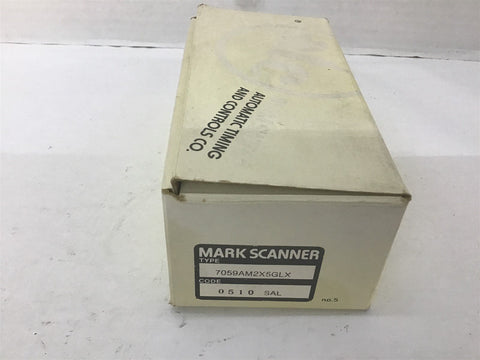 AUTOMATIC TIMING
AND CONTROLS CO.
MARK SCANNER
TYPE
7059AM2X5GLX
CODE
0510 SAL
no.5